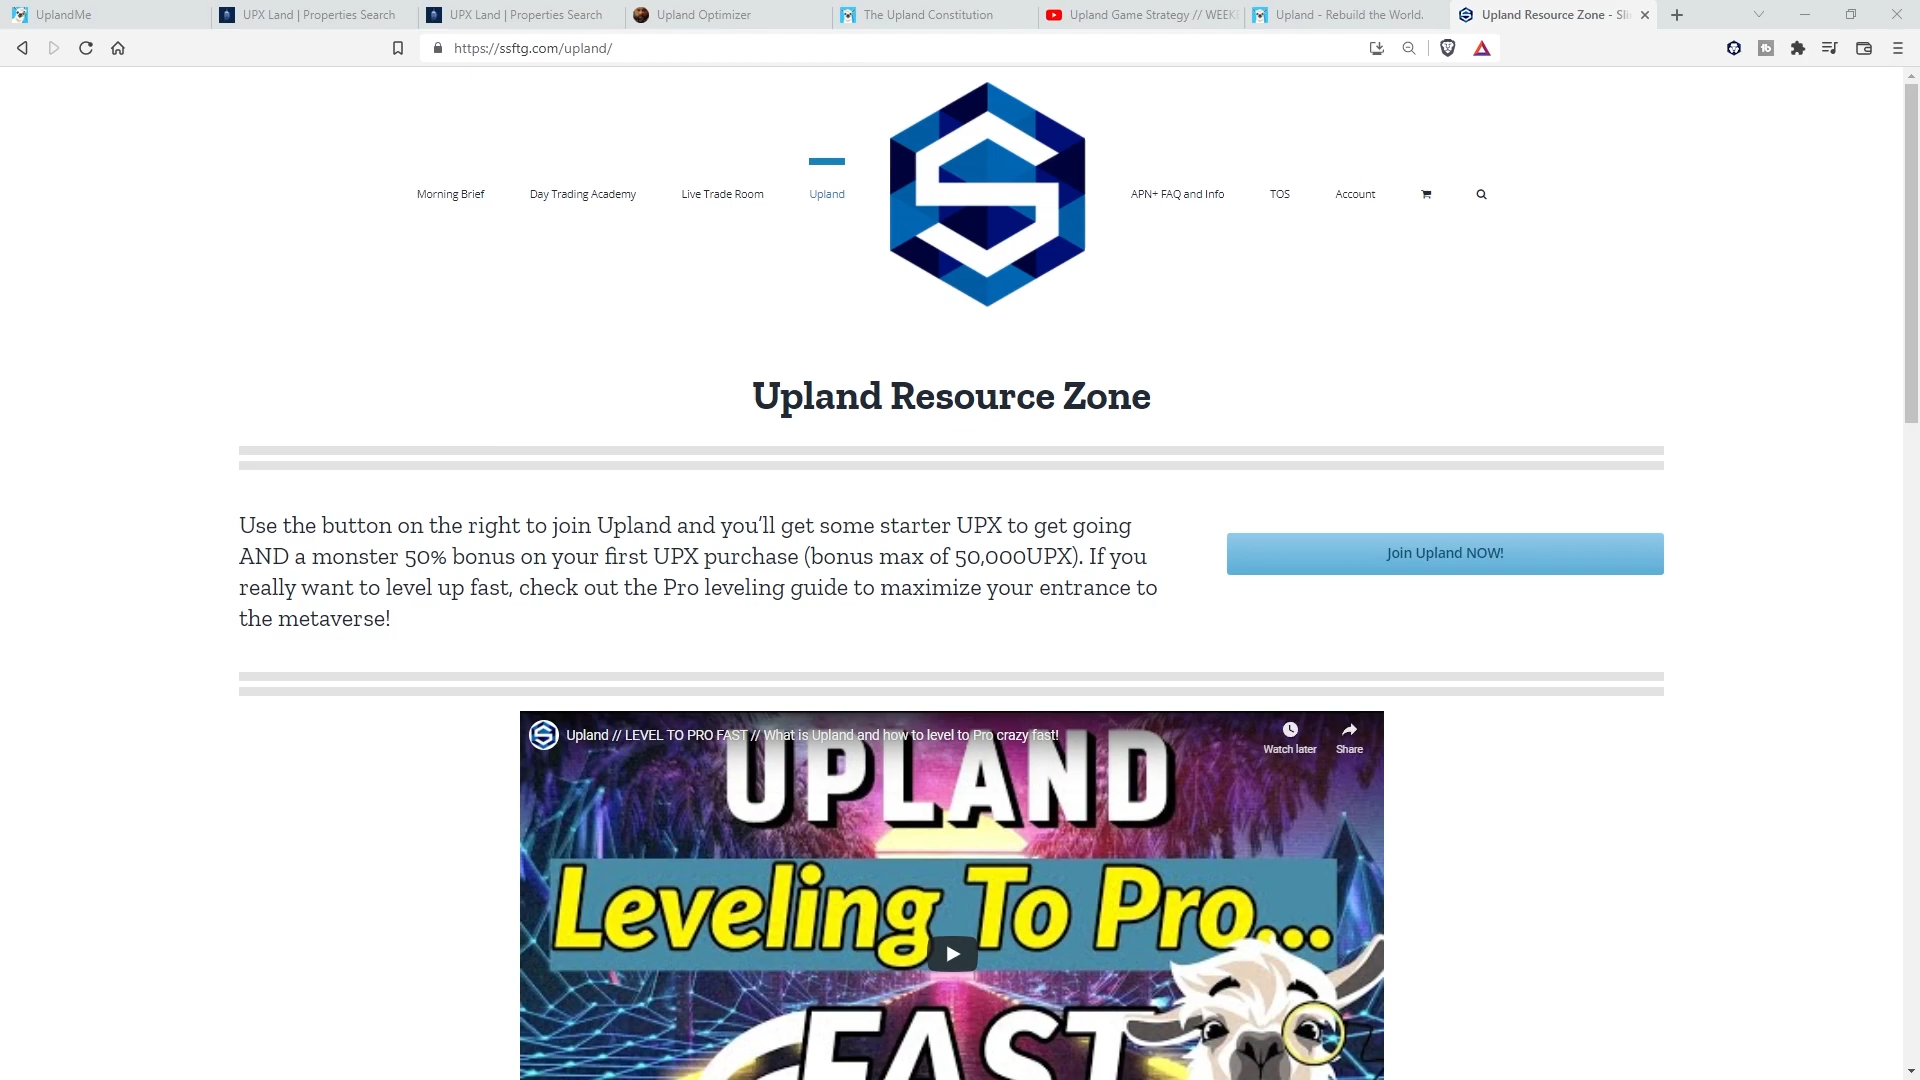 UplandMe
UPX Land | Properties Search
UPX Land | Properties Search
Upland Optimizer
The Upland Constitution
Upland Game Strategy // WEEK
Upland - Rebuild the World.
Upland Resource Zone - Sli
https://ssftg.com/upland/
Morning Brief
Day Trading Academy
Live Trade Room
Upland
S
APN+ FAQ and Info
TOS
Account
Upland Resource Zone
Use the button on the right to join Upland and you’ll get some starter UPX to get going
AND a monster 50% bonus on your first UPX purchase (bonus max of 50,000UPX). If you
really want to level up fast, check out the Pro leveling guide to maximize your entrance to
the metaverse!
Join Upland NOW!
Upland // LEVEL TO PRO FAST // What is Upland and how to level to Pro crazy fast!
Watch later
Share
UPLAND
Leveling To Pro...
FAST